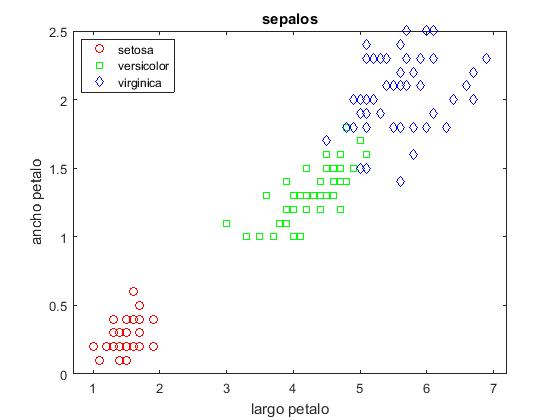 sepalos
setosa
versicolor
virginica
ancho petalo
2.5
2
1.5
1
0.5
0
1 2 3 4 5 6 7
largo petalo